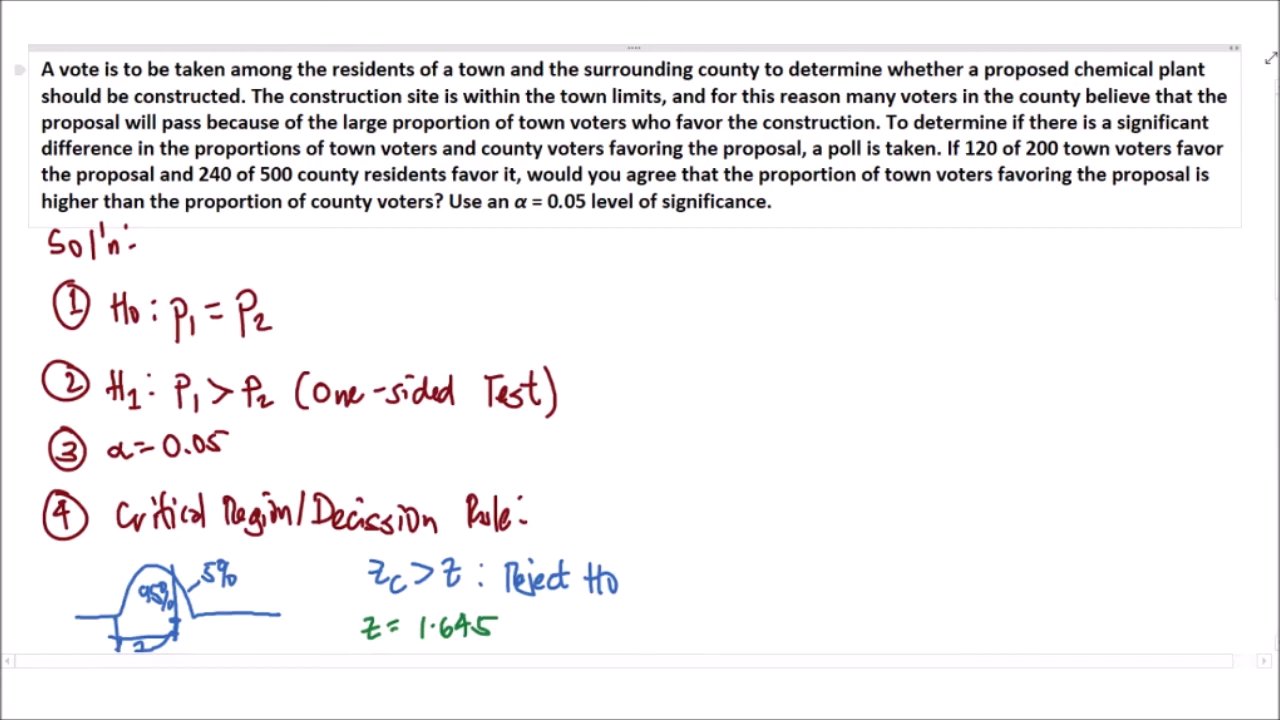 A vote is to be taken among the residents of a town and the surrounding county to determine whether a proposed chemical plant
should be constructed. The construction site is within the town limits, and for this reason many voters in the county believe that the
proposal will pass because of the large proportion of town voters who favor the construction. To determine if there is a significant
difference in the proportions of town voters and county voters favoring the proposal, a poll is taken. If 120 of 200 town voters favor
the proposal and 240 of 500 county residents favor it, would you agree that the proportion of town voters favoring the proposal is
higher than the proportion of county voters? Use an α = 0.05 level of significance.
Sol'n:
① Ho: P₁ = P₂
② H₁: P₁ > P₂ (One-sided Test)
③ α = 0.05
④ Critical Region/Decission Rule:
95% 5%
Zc > Z : Reject Ho
Z = 1.645